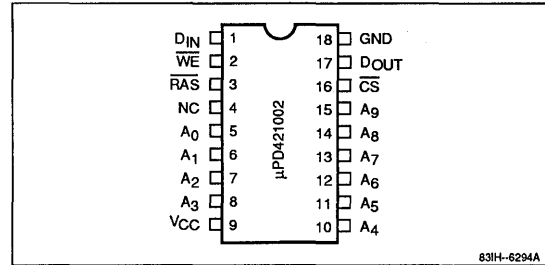 DIN 1 18 GND
WE 2 17 DOUT
RAS 3 16 CS
NC 4 15 A9
A0 5 14 A8
A1 6 13 A7
A2 7 12 A6
A3 8 11 A5
VCC 9 10 A4
µPD421002
83IH--6294A